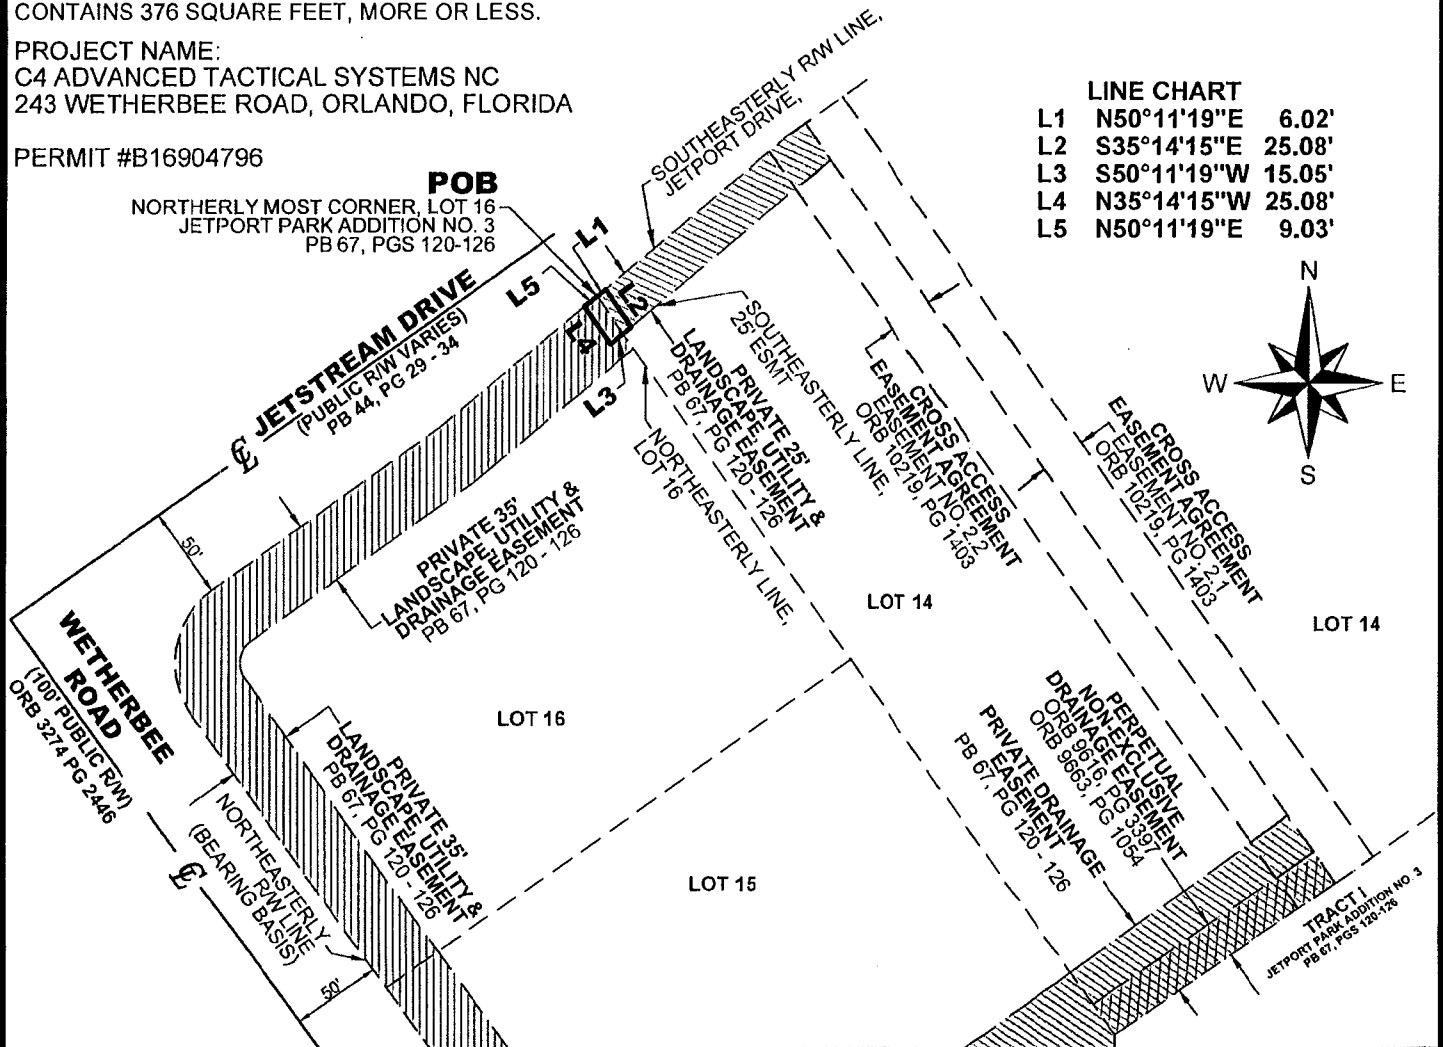 CONTAINS 376 SQUARE FEET, MORE OR LESS.
PROJECT NAME:
C4 ADVANCED TACTICAL SYSTEMS NC
243 WETHERBEE ROAD, ORLANDO, FLORIDA
PERMIT #B16904796
POB
NORTHERLY MOST CORNER, LOT 16
JETPORT PARK ADDITION NO. 3
PB 67, PGS 120-126
SOUTHEASTERLY R/W LINE,
JETPORT DRIVE,
LINE CHART
L1 N50°11'19"E 6.02'
L2 S35°14'15"E 25.08'
L3 S50°11'19"W 15.05'
L4 N35°14'15"W 25.08'
L5 N50°11'19"E 9.03'
N
W
E
S
L1
L5
L2
L4
L3
JETSTREAM DRIVE
(PUBLIC R/W VARIES)
PB 44, PG 29 - 34
℄
SOUTHEASTERLY LINE,
25' ESMT
PRIVATE 25'
LANDSCAPE, UTILITY &
DRAINAGE EASEMENT
PB 67, PG 120 - 126
NORTHEASTERLY LINE,
LOT 16
CROSS ACCESS
EASEMENT AGREEMENT
EASEMENT NO. 2.2
ORB 10219, PG 1403
CROSS ACCESS
EASEMENT AGREEMENT
EASEMENT NO. 2.1
ORB 10219, PG 1403
50'
PRIVATE 35'
LANDSCAPE, UTILITY &
DRAINAGE EASEMENT
PB 67, PG 120 - 126
LOT 14
LOT 14
WETHERBEE
ROAD
(100' PUBLIC R/W)
ORB 3274 PG 2446
LOT 16
PRIVATE 35'
LANDSCAPE, UTILITY &
DRAINAGE EASEMENT
PB 67, PG 120 - 126
PERPETUAL
NON-EXCLUSIVE
DRAINAGE EASEMENT
ORB 9616, PG 3397
ORB 9663, PG 1054
PRIVATE DRAINAGE
EASEMENT
PB 67, PG 120 - 126
NORTHEASTERLY
R/W LINE
(BEARING BASIS)
℄
LOT 15
50'
TRACT I
JETPORT PARK ADDITION NO. 3
PB 67, PGS 120-126